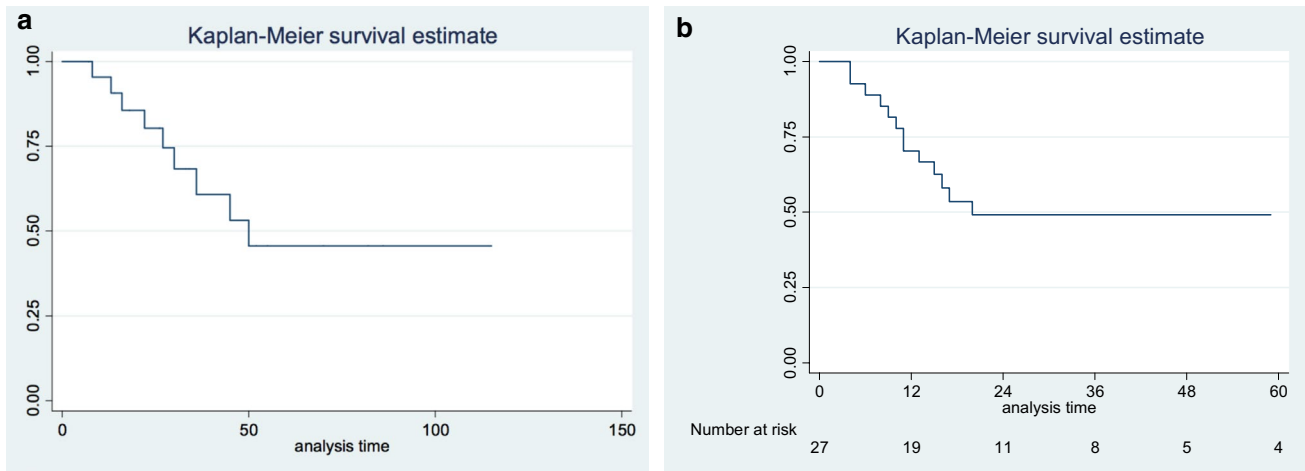 a
Kaplan-Meier survival estimate
1.00
0.75
0.50
0.25
0.00
0 50 100 150
analysis time
b
Kaplan-Meier survival estimate
1.00
0.75
0.50
0.25
0.00
0 12 24 36 48 60
analysis time
Number at risk
27 19 11 8 5 4